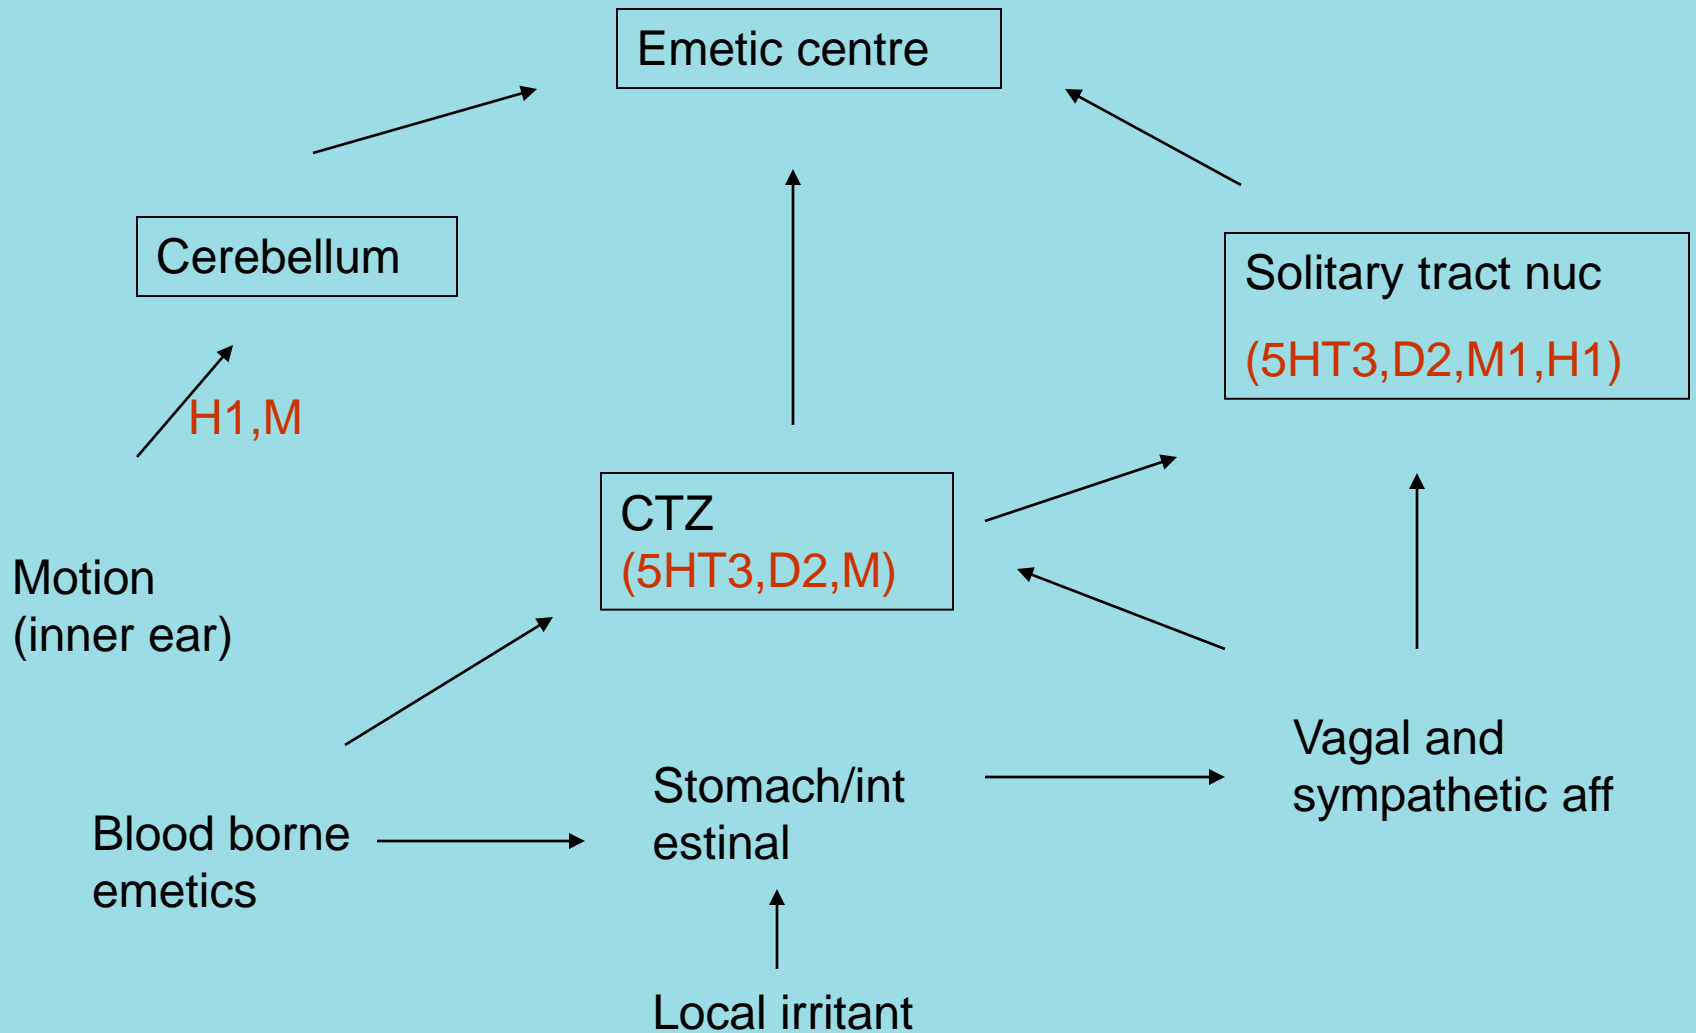 Emetic centre
Cerebellum
Solitary tract nuc
(5HT3,D2,M1,H1)
H1,M
CTZ
(5HT3,D2,M)
Motion
(inner ear)
Vagal and
sympathetic aff
Stomach/int
estinal
Blood borne
emetics
Local irritant